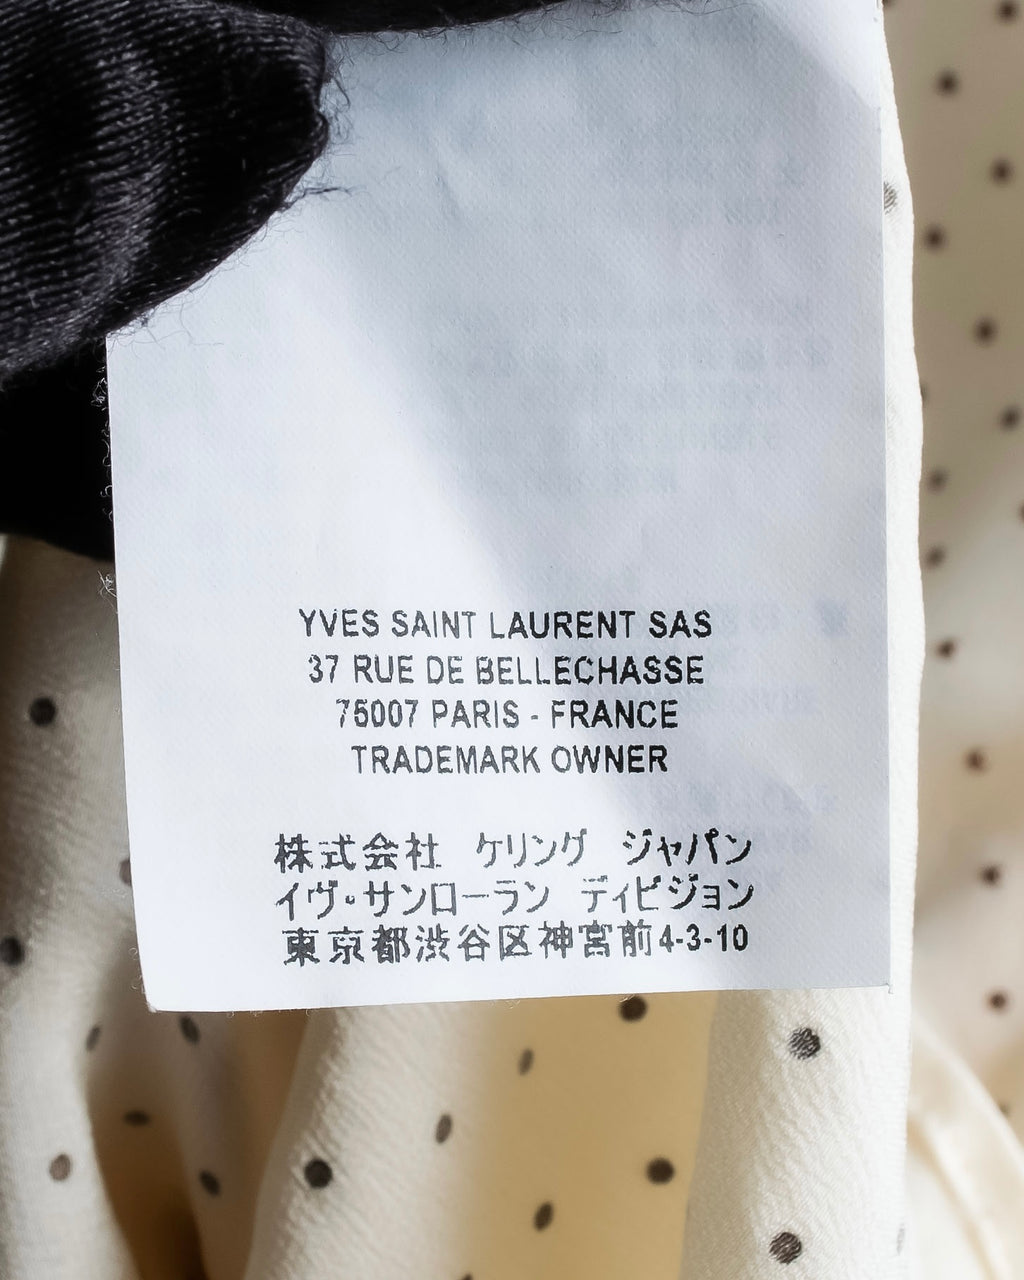 YVES SAINT LAURENT SAS
37 RUE DE BELLECHASSE
75007 PARIS - FRANCE
TRADEMARK OWNER
株式会社 ケリング ジャパン
イヴ・サンローラン ディビジョン
東京都渋谷区神宮前4-3-10